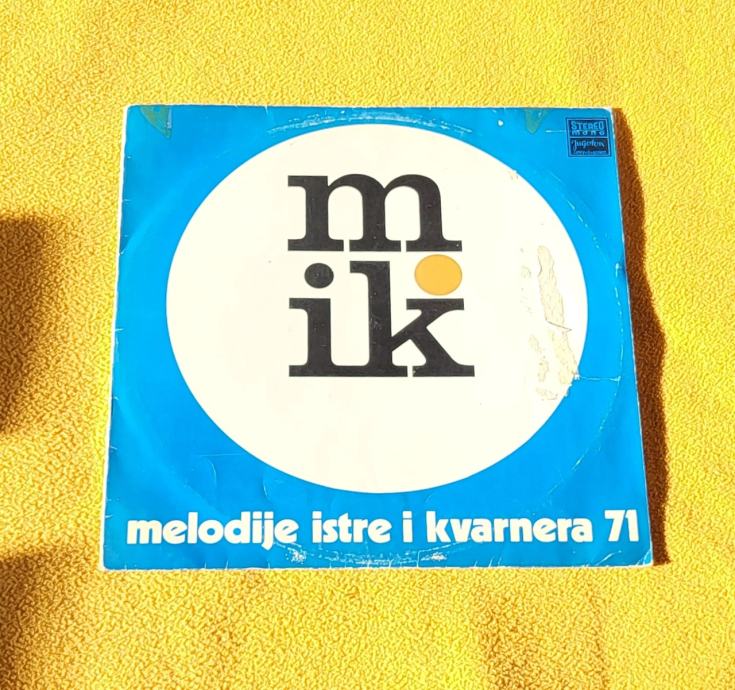 STEREO
mono
Jugoton
m
ik
melodije istre i kvarnera 71